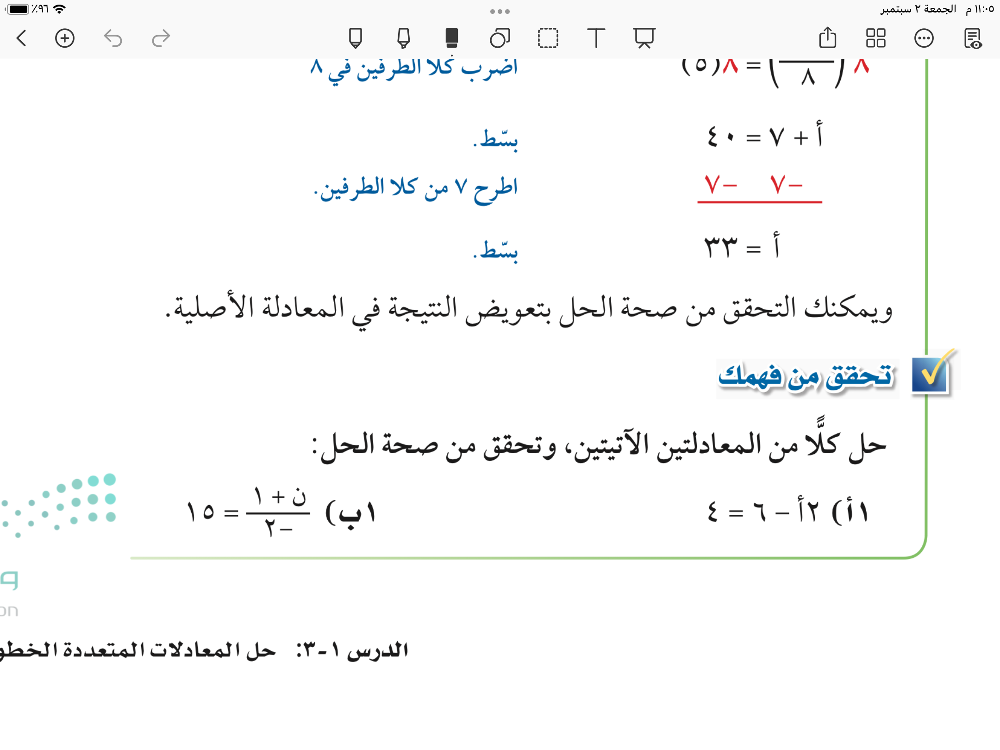 ١١:٠٥ م الجمعة ٢ سبتمبر
٩٦٪
٨ (٨) = ٨(٥) اضرب كلا الطرفين في ٨
أ + ٧ = ٤٠ بسّط.
−٧ −٧ اطرح ٧ من كلا الطرفين.
أ = ٣٣ بسّط.
ويمكنك التحقق من صحة الحل بتعويض النتيجة في المعادلة الأصلية.
تحقق من فهمك
حل كلًّا من المعادلتين الآتيتين، وتحقق من صحة الحل:
١أ) ٢أ − ٦ = ٤ ١ب) ن + ١ / −٢ = ١٥
on
الدرس ١-٣: حل المعادلات المتعددة